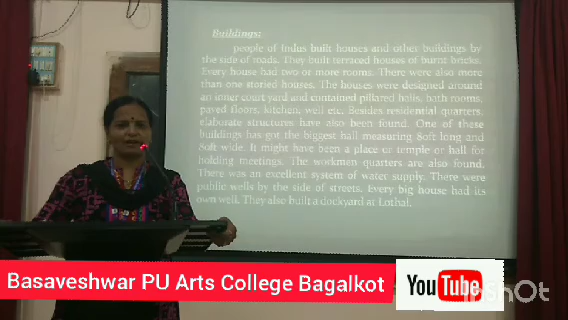 Buildings:
people of Indus built houses and other buildings by
the side of roads. They built terraced houses of burnt bricks.
Every house had two or more rooms. There were also more
than one storied houses. The houses were designed around
an inner court yard and contained pillared halls, bath rooms,
paved floors, kitchen, well etc. Besides residential quarters,
elaborate structures have also been found. One of these
buildings has got the biggest hall measuring 80ft long and
80ft wide. It might have been a place or temple or hall for
holding meetings. The workmen quarters are also found.
There was an excellent system of water supply. There were
public wells by the side of streets. Every big house had its
own well. They also built a dockyard at Lothal.
Basaveshwar PU Arts College Bagalkot
YouTube
InShOt